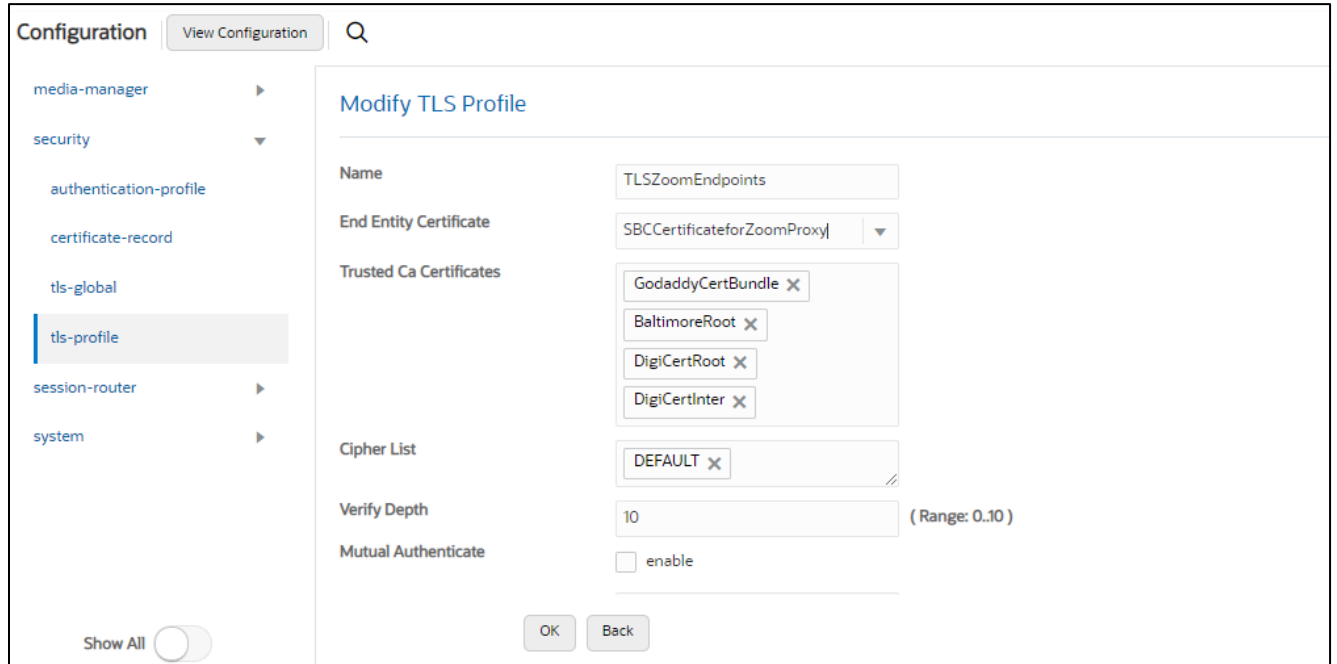 Configuration
View Configuration
media-manager
security
authentication-profile
certificate-record
tls-global
tls-profile
session-router
system
Show All
Modify TLS Profile
Name
TLSZoomEndpoints
End Entity Certificate
SBCCertificateforZoomProxy
Trusted Ca Certificates
GodaddyCertBundle
BaltimoreRoot
DigiCertRoot
DigiCertInter
Cipher List
DEFAULT
Verify Depth
10 ( Range: 0..10 )
Mutual Authenticate
enable
OK Back